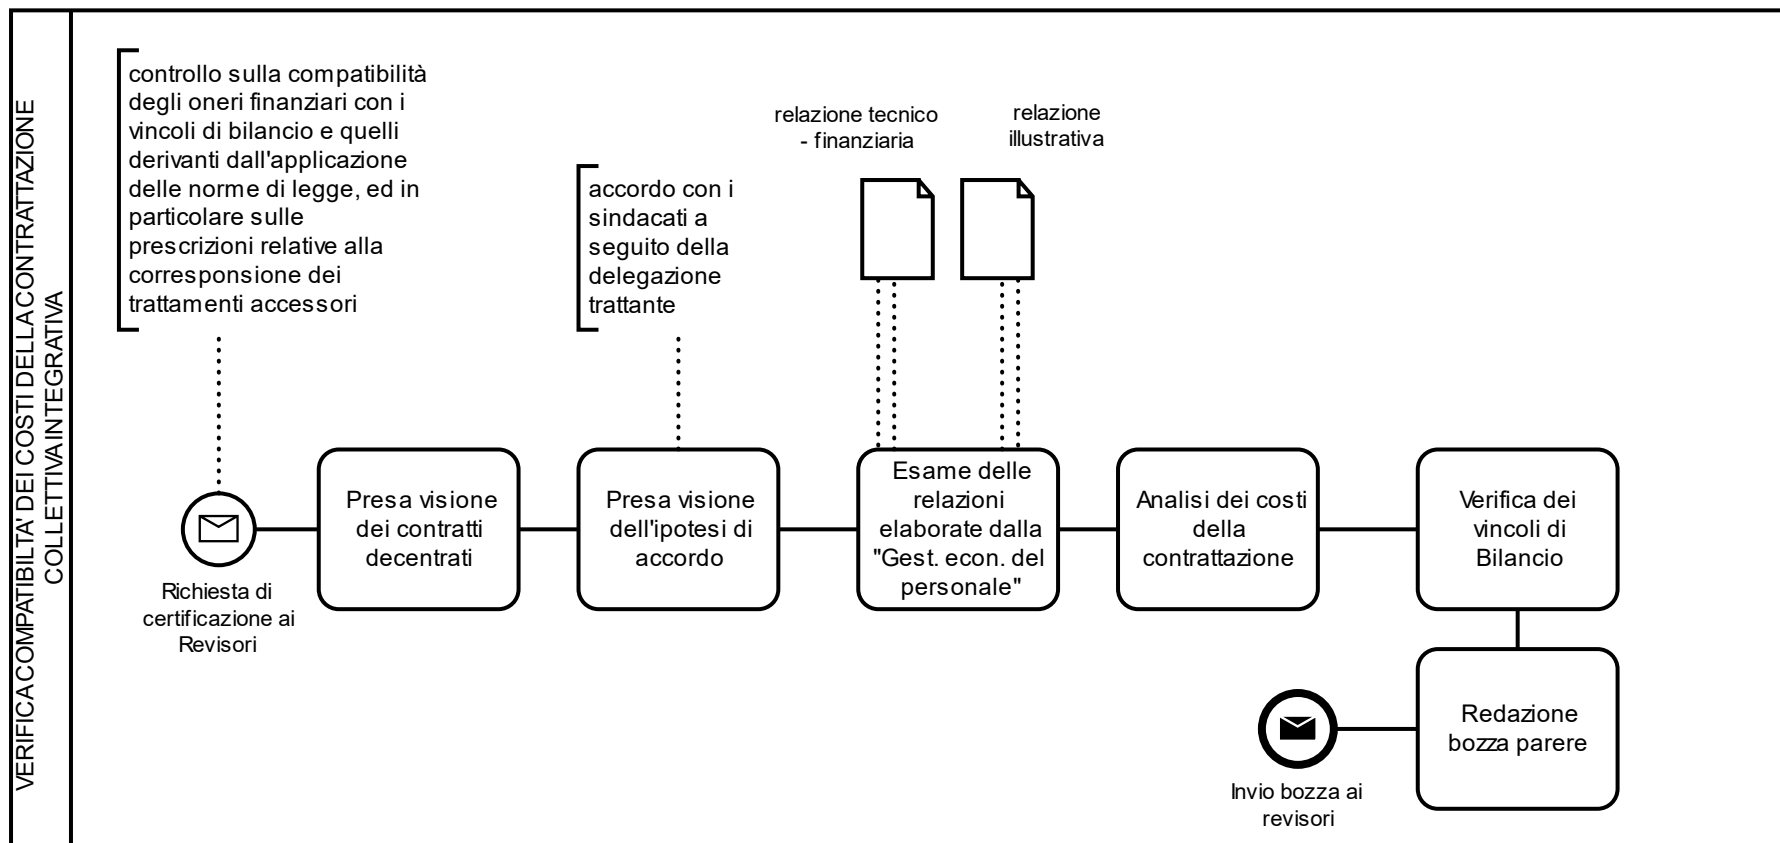 VERIFICA COMPATIBILTA' DEI COSTI DELLA CONTRATTAZIONE
COLLETTIVA INTEGRATIVA
controllo sulla compatibilità
degli oneri finanziari con i
vincoli di bilancio e quelli
derivanti dall'applicazione
delle norme di legge, ed in
particolare sulle
prescrizioni relative alla
corresponsione dei
trattamenti accessori
accordo con i
sindacati a
seguito della
delegazione
trattante
relazione tecnico
- finanziaria
relazione
illustrativa
Richiesta di
certificazione ai
Revisori
Presa visione
dei contratti
decentrati
Presa visione
dell'ipotesi di
accordo
Esame delle
relazioni
elaborate dalla
"Gest. econ. del
personale"
Analisi dei costi
della
contrattazione
Verifica dei
vincoli di
Bilancio
Redazione
bozza parere
Invio bozza ai
revisori